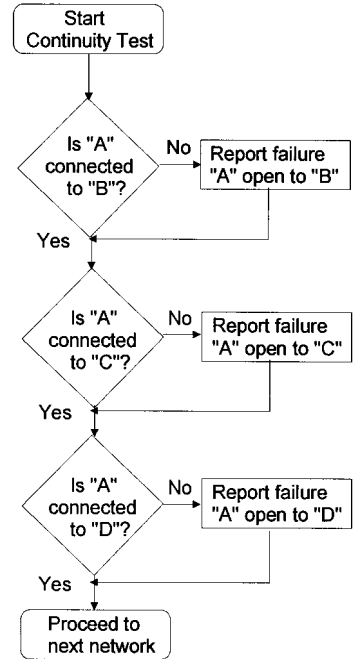 Start
Continuity Test
Is "A"
connected
to "B"?
No
Report failure
"A" open to "B"
Yes
Is "A"
connected
to "C"?
No
Report failure
"A" open to "C"
Yes
Is "A"
connected
to "D"?
No
Report failure
"A" open to "D"
Yes
Proceed to
next network